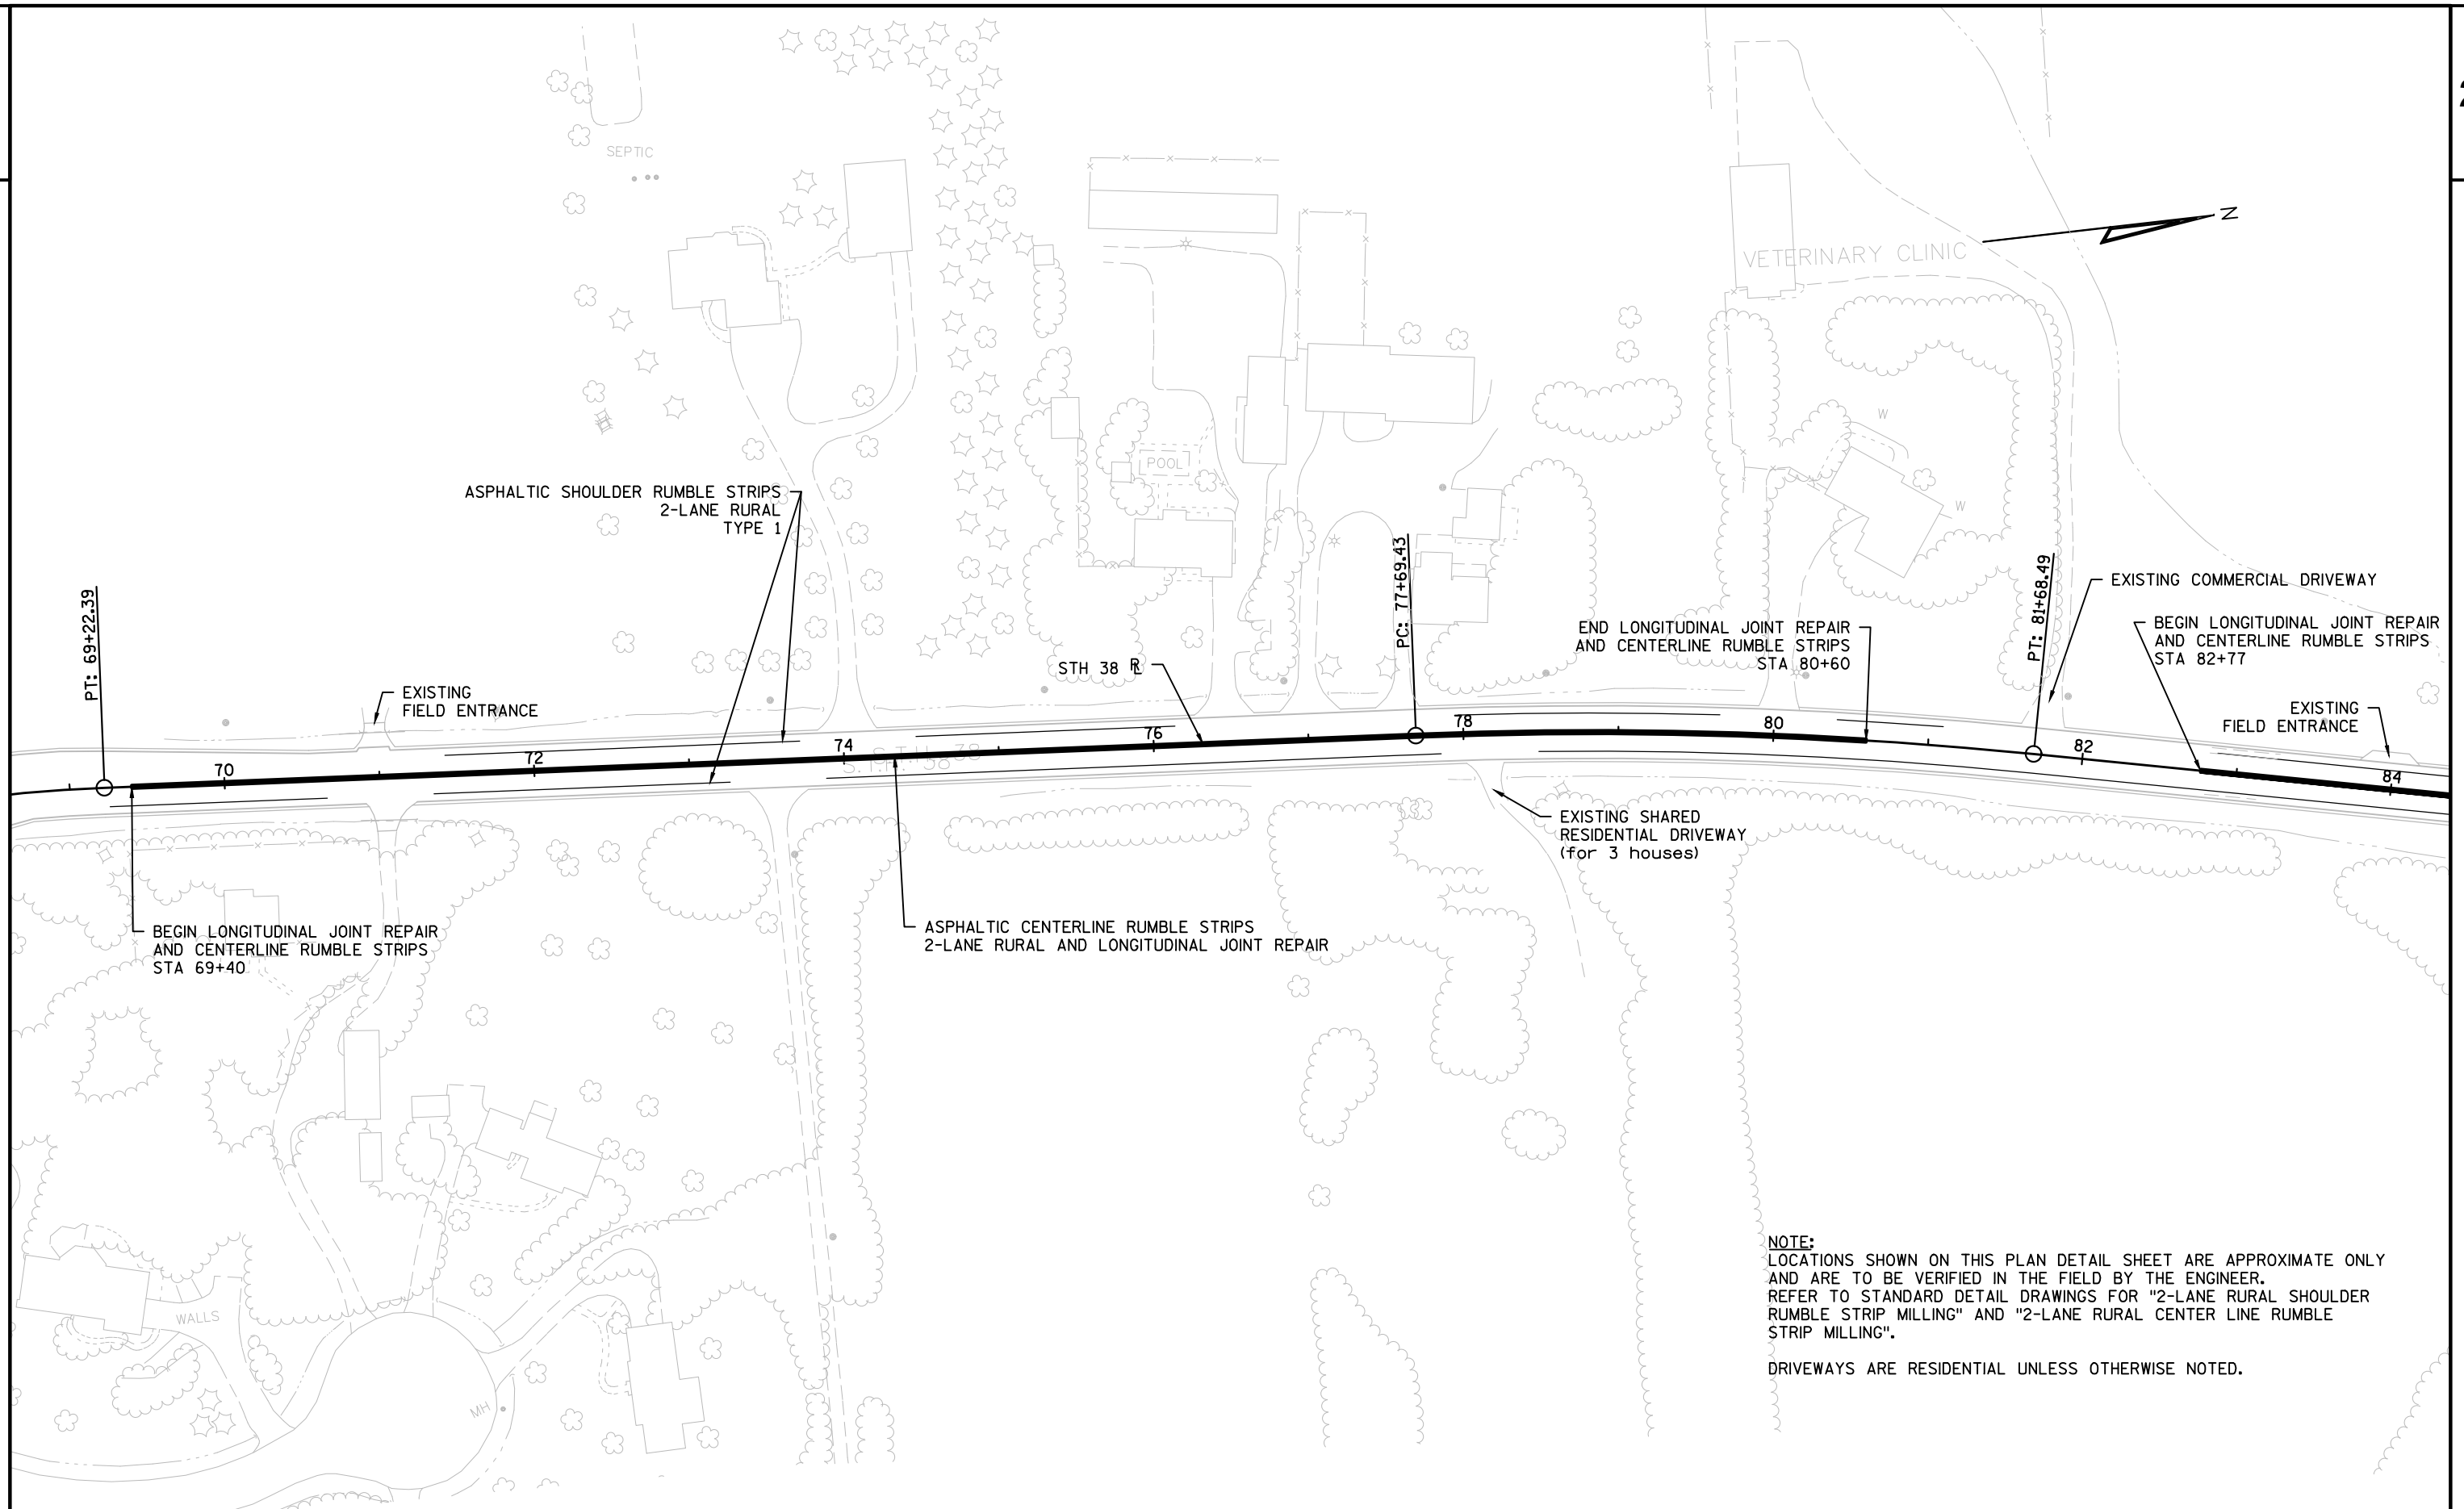 SEPTIC
N
VETERINARY CLINIC
W
W
POOL
ASPHALTIC SHOULDER RUMBLE STRIPS
2-LANE RURAL
TYPE 1
PT: 69+22.39
PC: 77+69.43
PT: 81+68.49
EXISTING COMMERCIAL DRIVEWAY
BEGIN LONGITUDINAL JOINT REPAIR
AND CENTERLINE RUMBLE STRIPS
STA 82+77
END LONGITUDINAL JOINT REPAIR
AND CENTERLINE RUMBLE STRIPS
STA 80+60
STH 38 RL
EXISTING
FIELD ENTRANCE
EXISTING
FIELD ENTRANCE
70
72
74
76
78
80
82
84
S.T.H. 38
S.T.H. 38
EXISTING SHARED
RESIDENTIAL DRIVEWAY
(for 3 houses)
BEGIN LONGITUDINAL JOINT REPAIR
AND CENTERLINE RUMBLE STRIPS
STA 69+40
ASPHALTIC CENTERLINE RUMBLE STRIPS
2-LANE RURAL AND LONGITUDINAL JOINT REPAIR
WALLS
MH
NOTE:
LOCATIONS SHOWN ON THIS PLAN DETAIL SHEET ARE APPROXIMATE ONLY
AND ARE TO BE VERIFIED IN THE FIELD BY THE ENGINEER.
REFER TO STANDARD DETAIL DRAWINGS FOR "2-LANE RURAL SHOULDER
RUMBLE STRIP MILLING" AND "2-LANE RURAL CENTER LINE RUMBLE
STRIP MILLING".
DRIVEWAYS ARE RESIDENTIAL UNLESS OTHERWISE NOTED.